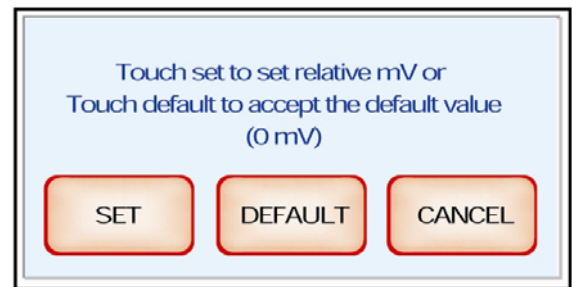 Touch set to set relative mV or
Touch default to accept the default value
(0 mV)
SET DEFAULT CANCEL